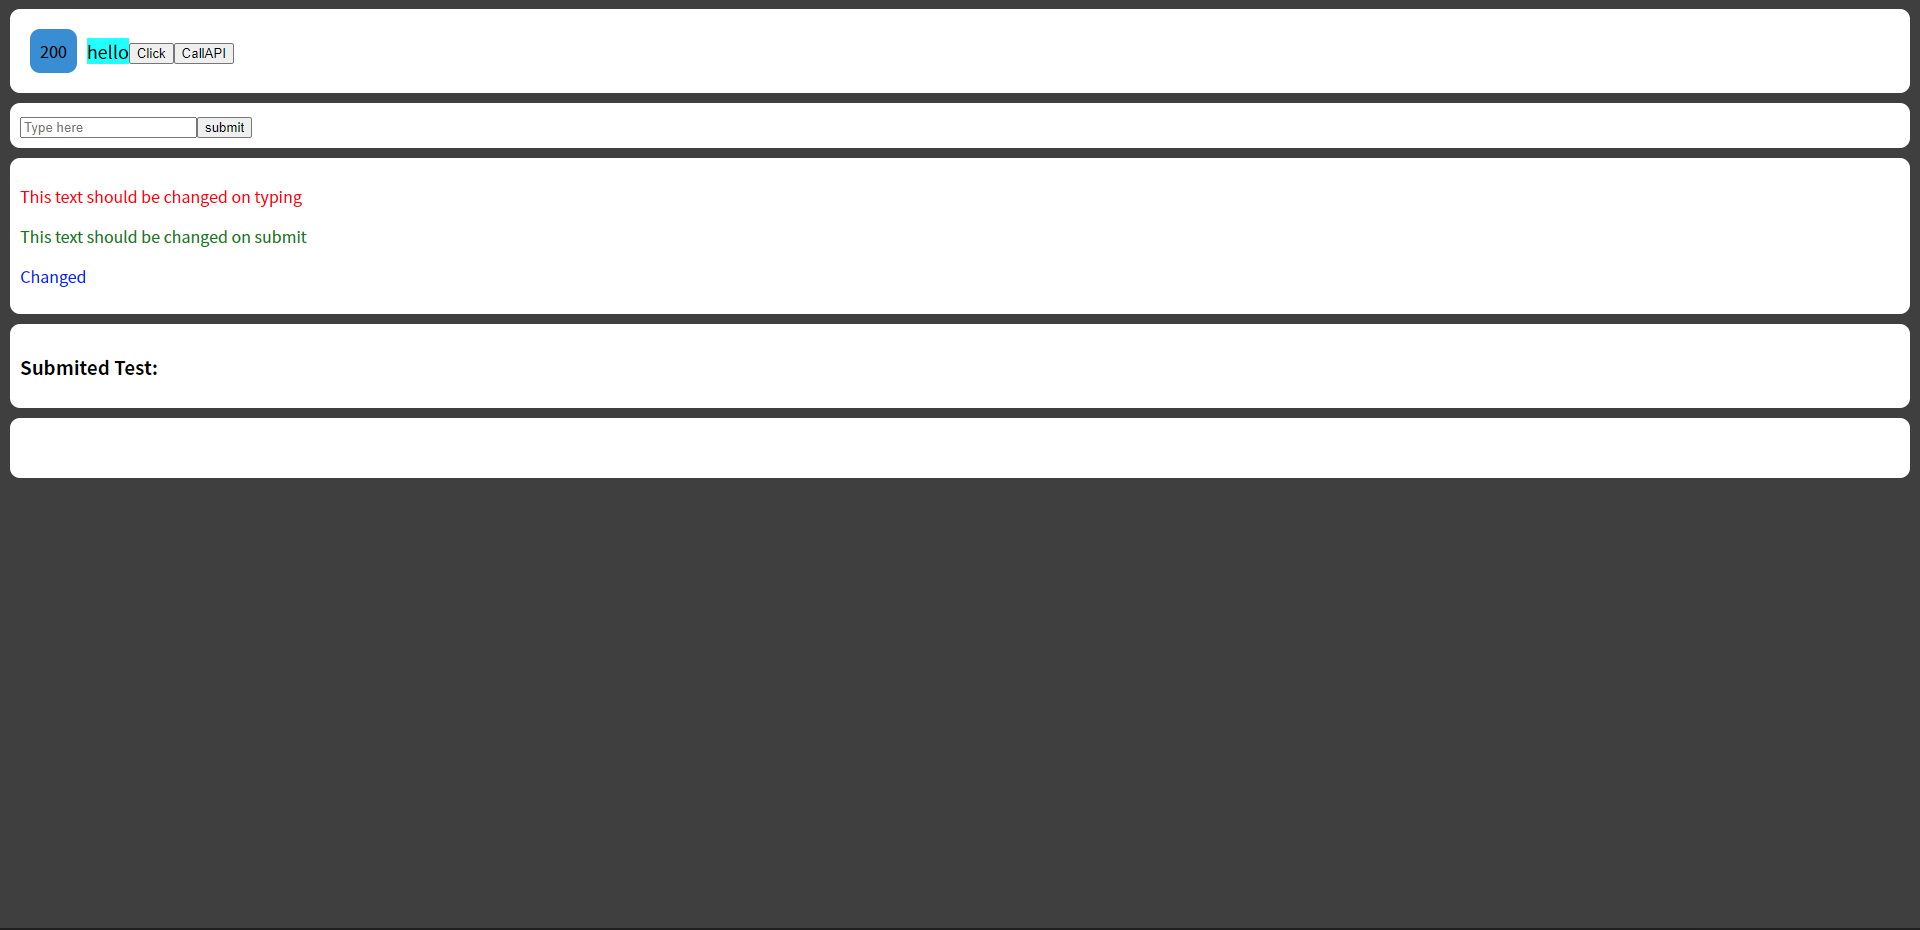 200 hello Click CallAPI
Type here submit
This text should be changed on typing
This text should be changed on submit
Changed
Submited Test: